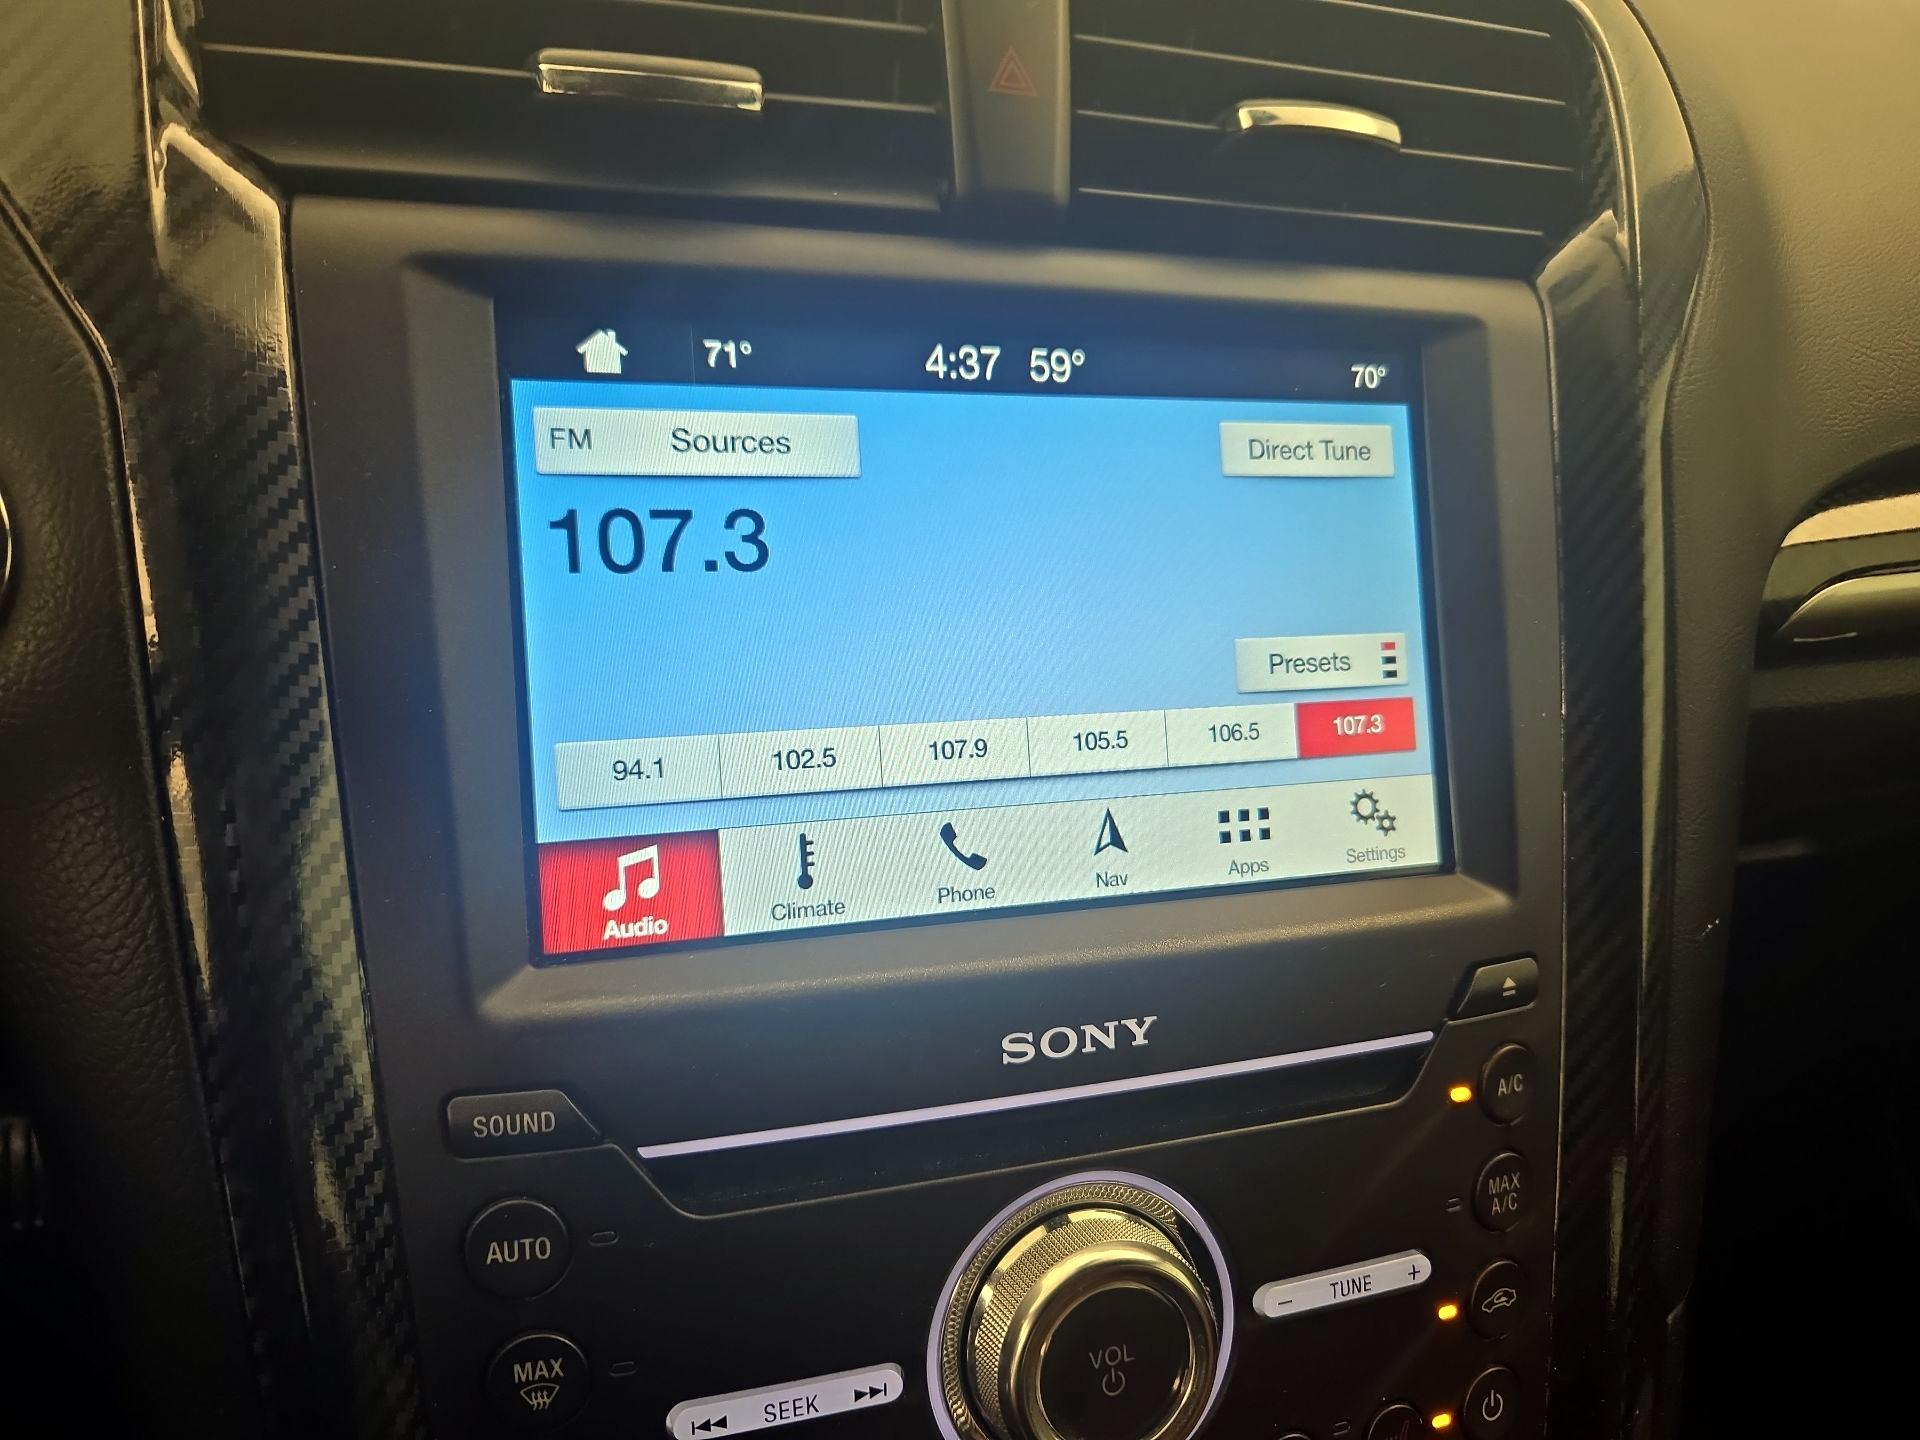 71° 4:37 59° 70°
FM Sources Direct Tune
107.3
Presets
94.1 102.5 107.9 105.5 106.5 107.3
Audio Climate Phone Nav Apps Settings
SONY
A/C
SOUND
MAX
A/C
AUTO
- TUNE +
MAX
VOL
SEEK